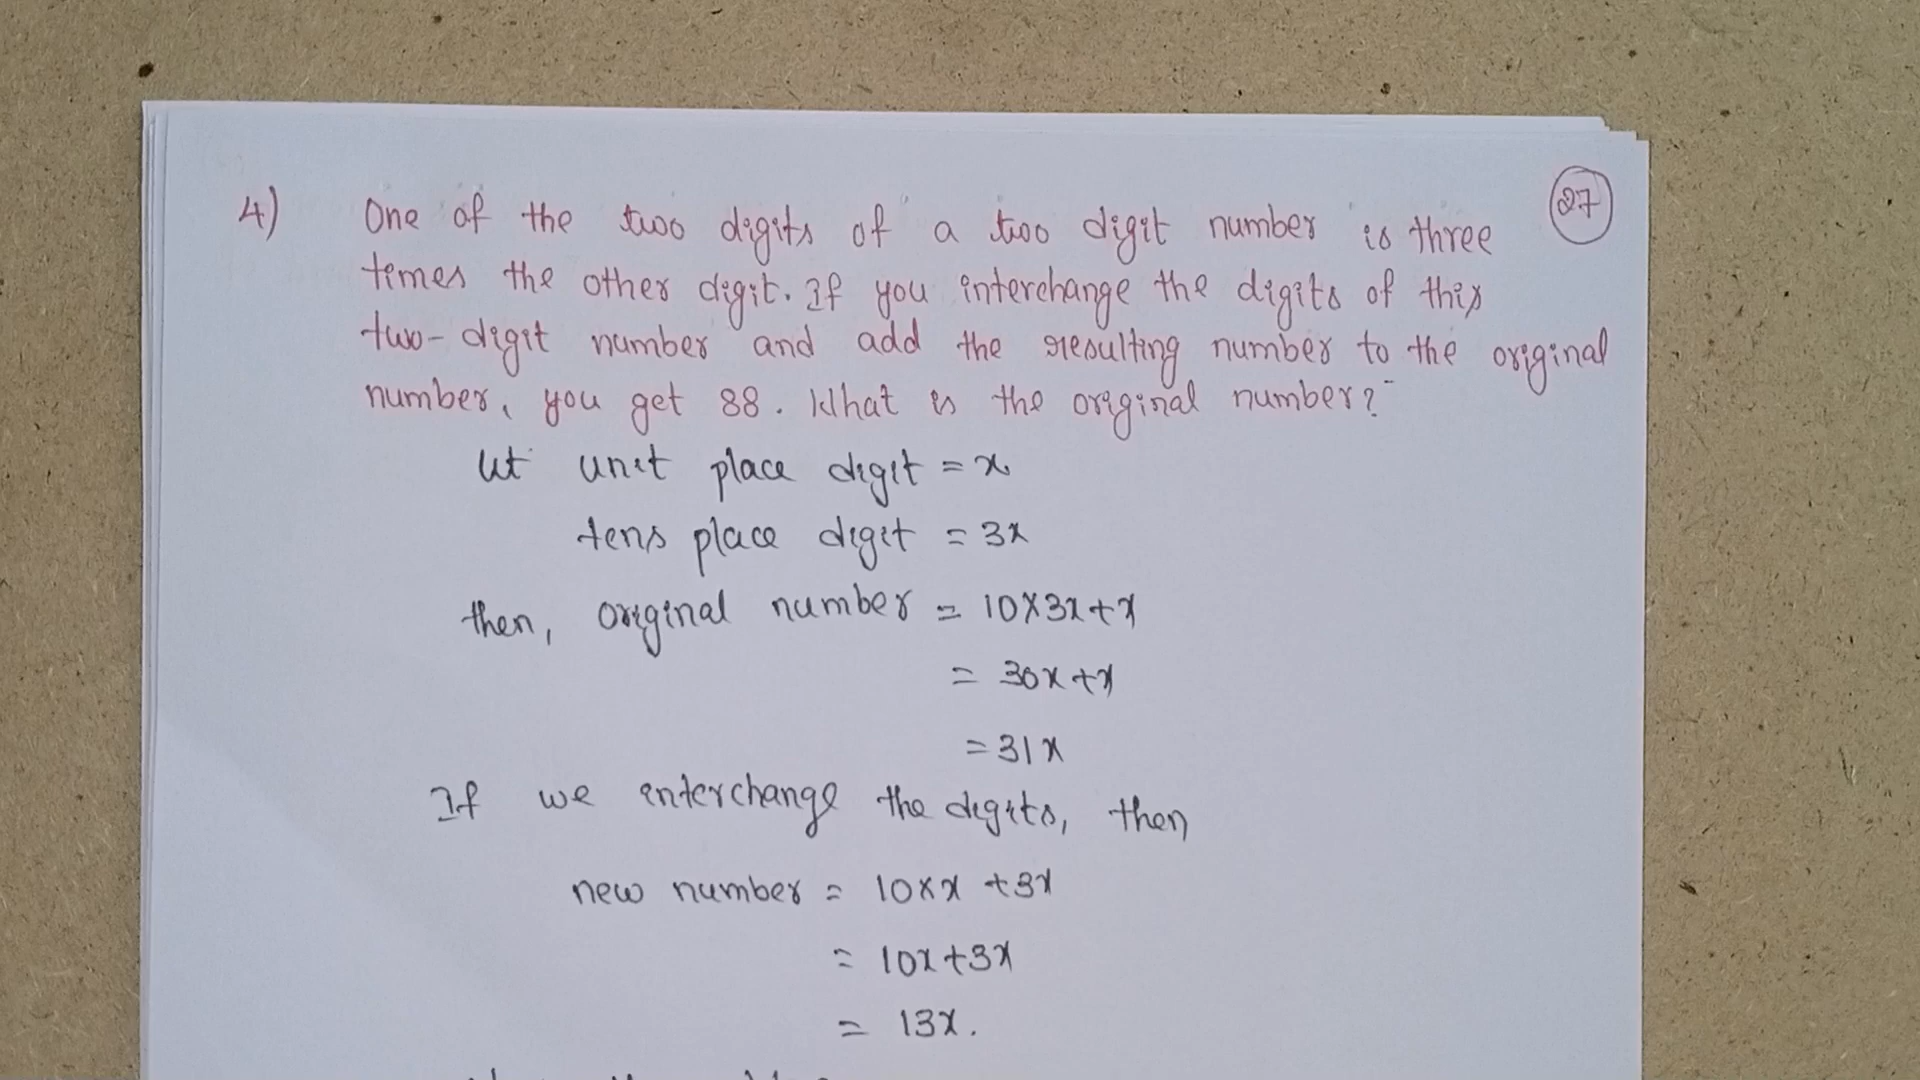 27
4) One of the two digits of a two digit number is three
times the other digit. If you interchange the digits of this
two-digit number and add the resulting number to the original
number, you get 88. What is the original number?
let unit place digit = x
tens place digit = 3x
then, original number = 10×3x+x
= 30x+x
= 31x
If we interchange the digits, then
new number = 10×x +3x
= 10x+3x
= 13x.